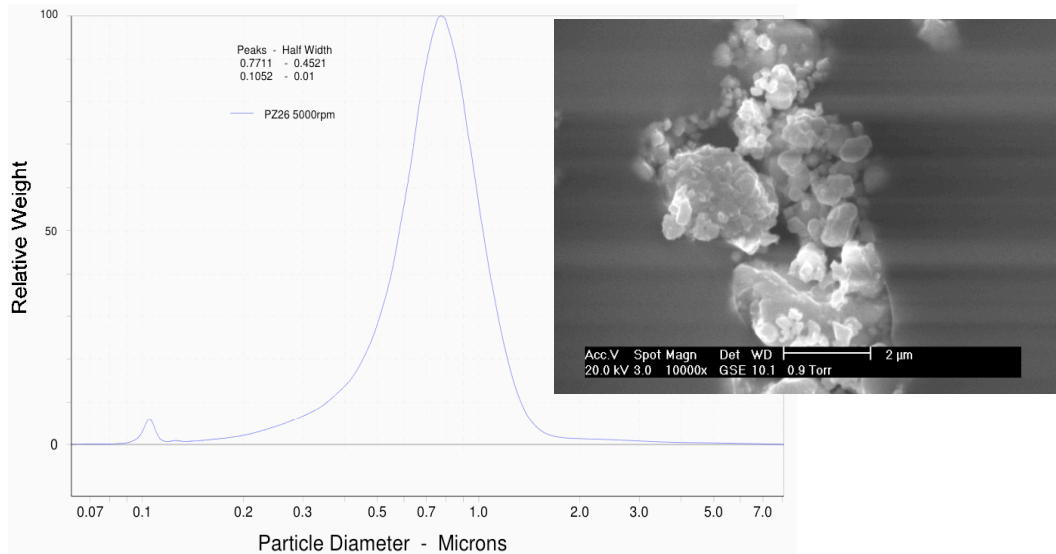 Peaks - Half Width
0.7711 - 0.4521
0.1052 - 0.01
PZ26 5000rpm
Relative Weight
100
50
0
0.07 0.1 0.2 0.3 0.5 0.7 1.0 2.0 3.0 5.0 7.0
Particle Diameter - Microns
Acc.V Spot Magn Det WD 2 µm
20.0 kV 3.0 10000x GSE 10.1 0.9 Torr